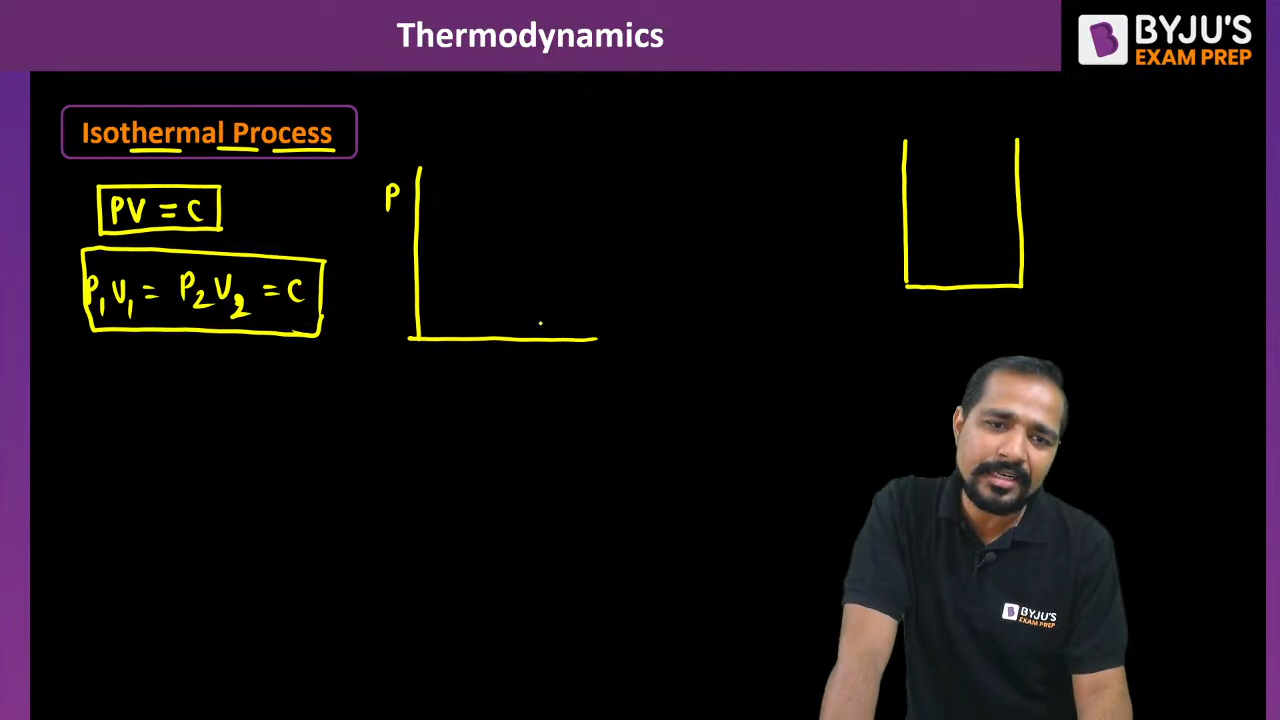 Thermodynamics
BYJU'S
EXAM PREP
Isothermal Process
PV = C
P
P₁V₁ = P₂V₂ = C
BYJU'S
EXAM PREP